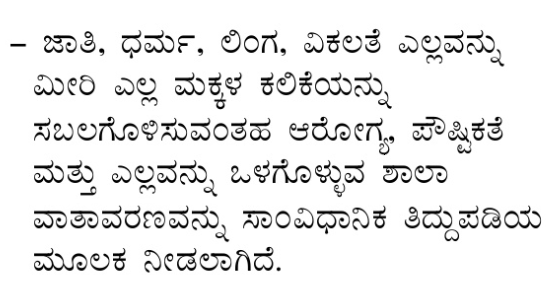 – ಜಾತಿ, ಧರ್ಮ, ಲಿಂಗ, ವಿಕಲತೆ ಎಲ್ಲವನ್ನು
ಮೀರಿ ಎಲ್ಲ ಮಕ್ಕಳ ಕಲಿಕೆಯನ್ನು
ಸಬಲಗೊಳಿಸುವಂತಹ ಆರೋಗ್ಯ, ಪೌಷ್ಟಿಕತೆ
ಮತ್ತು ಎಲ್ಲವನ್ನು ಒಳಗೊಳ್ಳುವ ಶಾಲಾ
ವಾತಾವರಣವನ್ನು ಸಾಂವಿಧಾನಿಕ ತಿದ್ದುಪಡಿಯ
ಮೂಲಕ ನೀಡಲಾಗಿದೆ.